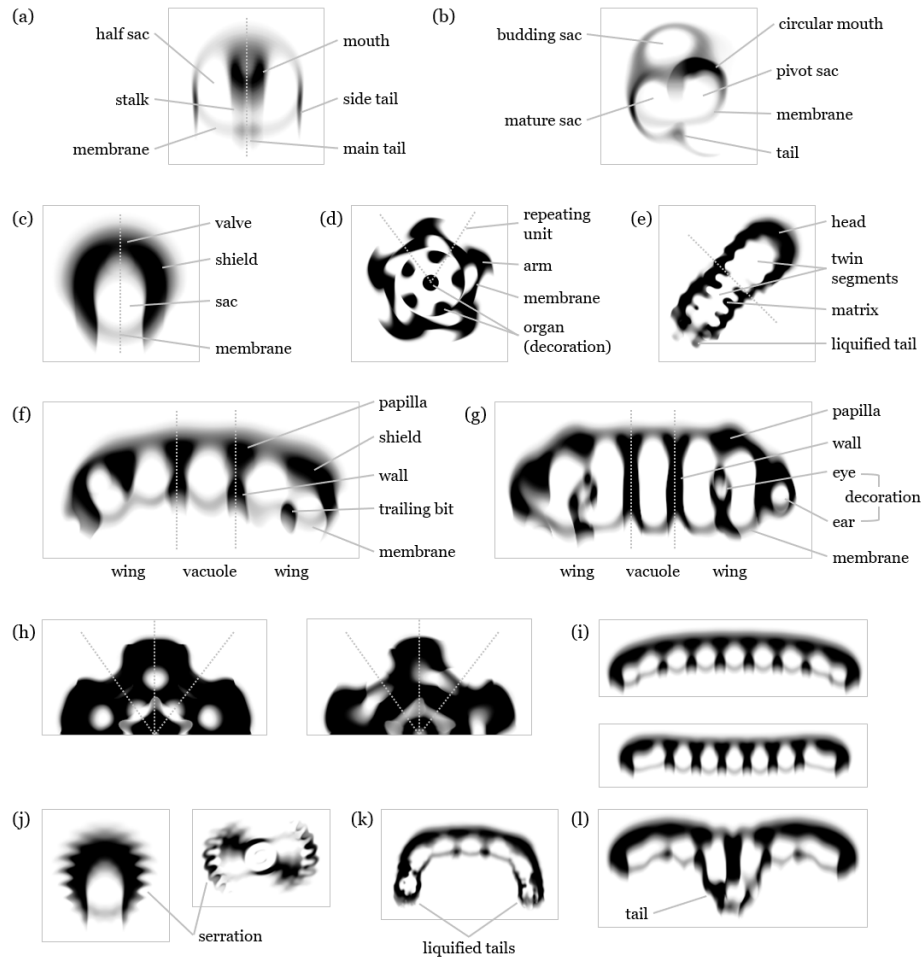 (a)
half sac
mouth
stalk
side tail
membrane
main tail
(b)
circular mouth
budding sac
pivot sac
mature sac
membrane
tail
(c)
valve
shield
sac
membrane
(d)
repeating
unit
arm
membrane
organ
(decoration)
(e)
head
twin
segments
matrix
liquified tail
(f)
papilla
shield
wall
trailing bit
membrane
wing
vacuole
wing
(g)
papilla
wall
eye
decoration
ear
membrane
wing
vacuole
wing
(h)
(i)
(j)
serration
(k)
liquified tails
(l)
tail